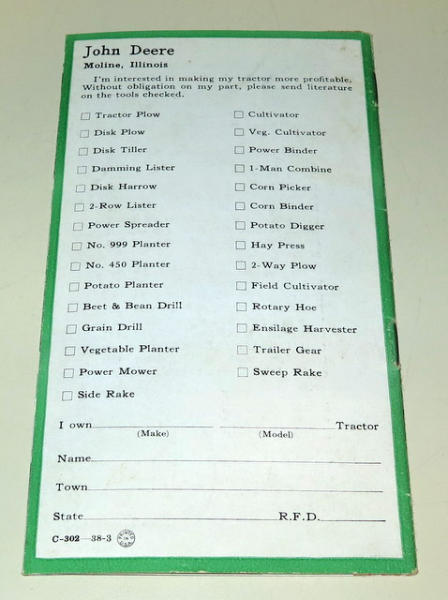 John Deere
Moline, Illinois
I'm interested in making my tractor more profitable.
Without obligation on my part, please send literature
on the tools checked.
Tractor Plow
Disk Plow
Disk Tiller
Damming Lister
Disk Harrow
2-Row Lister
Power Spreader
No. 999 Planter
No. 450 Planter
Potato Planter
Beet & Bean Drill
Grain Drill
Vegetable Planter
Power Mower
Side Rake
Cultivator
Veg. Cultivator
Power Binder
1-Man Combine
Corn Picker
Corn Binder
Potato Digger
Hay Press
2-Way Plow
Field Cultivator
Rotary Hoe
Ensilage Harvester
Trailer Gear
Sweep Rake
I own Tractor
(Make) (Model)
Name
Town
State R.F.D.
C-302—38-3 PRINTED IN U.S.A.